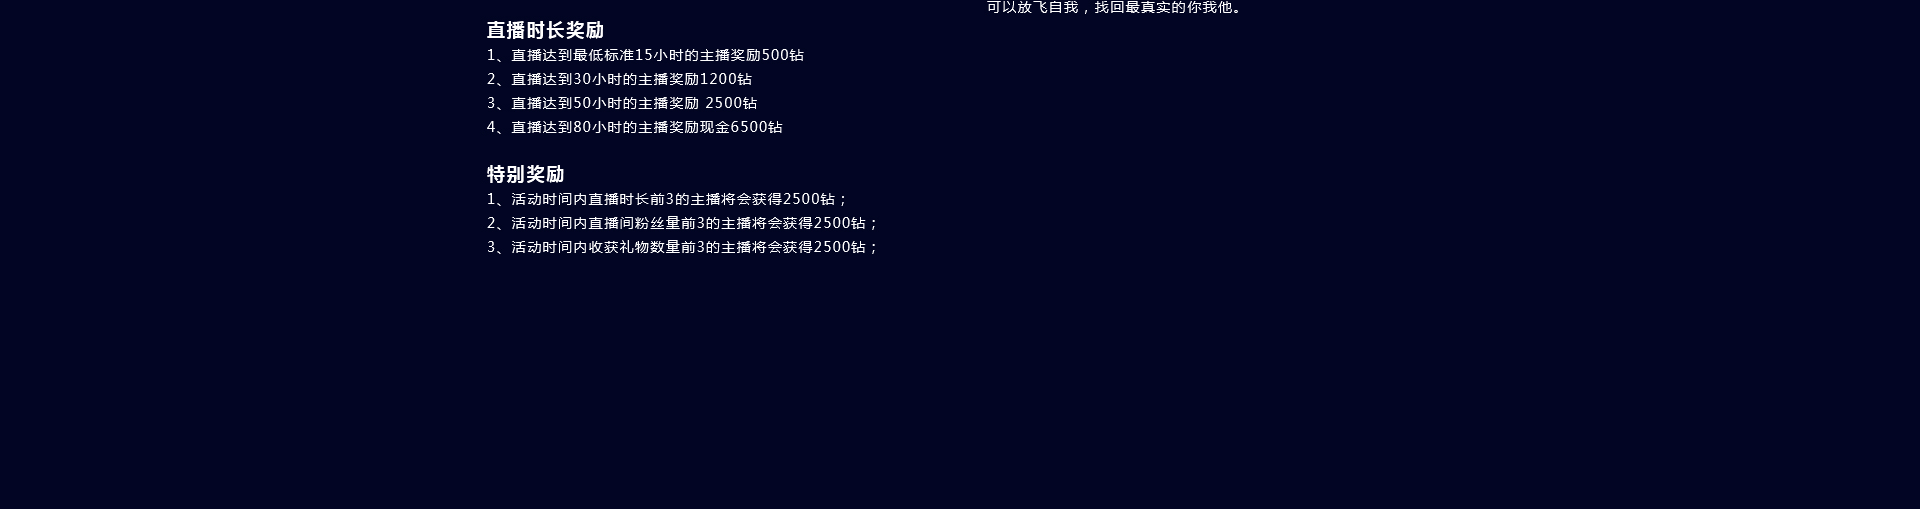 可以放飞自我，找回最真实的你我他。
直播时长奖励
1、直播达到最低标准15小时的主播奖励500钻
2、直播达到30小时的主播奖励1200钻
3、直播达到50小时的主播奖励 2500钻
4、直播达到80小时的主播奖励现金6500钻
特别奖励
1、活动时间内直播时长前3的主播将会获得2500钻；
2、活动时间内直播间粉丝量前3的主播将会获得2500钻；
3、活动时间内收获礼物数量前3的主播将会获得2500钻；